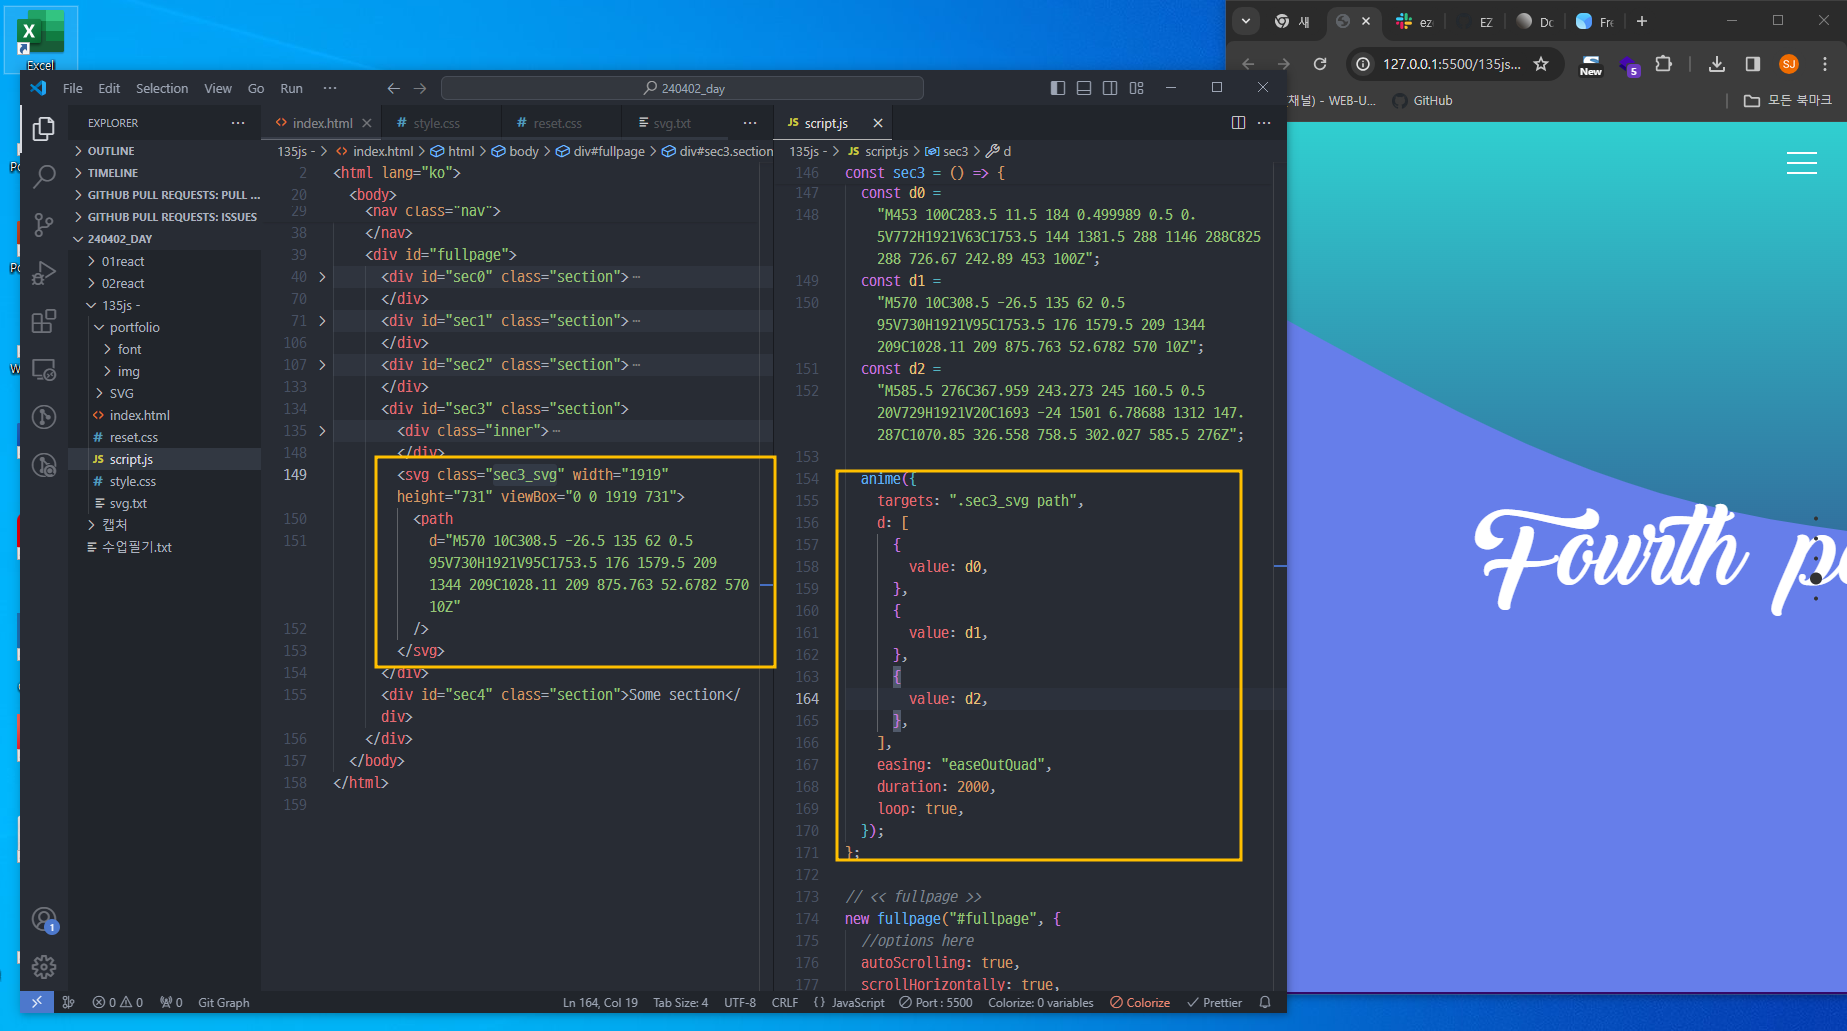 Excel
File Edit Selection View Go Run ···
240402_day
EXPLORER ···
OUTLINE
TIMELINE
GITHUB PULL REQUESTS: PULL ...
GITHUB PULL REQUESTS: ISSUES
240402_DAY
01react
02react
135js -
portfolio
font
img
SVG
index.html
reset.css
JS script.js
style.css
svg.txt
캡처
수업필기.txt
1
index.html
style.css
reset.css
svg.txt
135js - > index.html > html > body > div#fullpage > div#sec3.section
2 <html lang="ko">
20 <body>
29 <nav class="nav">
38 </nav>
39 <div id="fullpage">
40 <div id="sec0" class="section">···
70 </div>
71 <div id="sec1" class="section">···
106 </div>
107 <div id="sec2" class="section">···
133 </div>
134 <div id="sec3" class="section">
135 <div class="inner">···
148 </div>
149 <svg class="sec3_svg" width="1919"
height="731" viewBox="0 0 1919 731">
150 <path
151 d="M570 10C308.5 -26.5 135 62 0.5
95V730H1921V95C1753.5 176 1579.5 209
1344 209C1028.11 209 875.763 52.6782 570
10Z"
152 />
153 </svg>
154 </div>
155 <div id="sec4" class="section">Some section</
div>
156 </div>
157 </body>
158 </html>
159
JS script.js
135js - > JS script.js > sec3 > d
146 const sec3 = () => {
147 const d0 =
148 "M453 100C283.5 11.5 184 0.499989 0.5 0.
5V772H1921V63C1753.5 144 1381.5 288 1146 288C825
288 726.67 242.89 453 100Z";
149 const d1 =
150 "M570 10C308.5 -26.5 135 62 0.5
95V730H1921V95C1753.5 176 1579.5 209 1344
209C1028.11 209 875.763 52.6782 570 10Z";
151 const d2 =
152 "M585.5 276C367.959 243.273 245 160.5 0.5
20V729H1921V20C1693 -24 1501 6.78688 1312 147.
287C1070.85 326.558 758.5 302.027 585.5 276Z";
153
154 anime({
155 targets: ".sec3_svg path",
156 d: [
157 {
158 value: d0,
159 },
160 {
161 value: d1,
162 },
163 {
164 value: d2,
165 },
166 ],
167 easing: "easeOutQuad",
168 duration: 2000,
169 loop: true,
170 });
171 };
172
173 // << fullpage >>
174 new fullpage("#fullpage", {
175 //options here
176 autoScrolling: true,
177 scrollHorizontally: true,
0 0 0 Git Graph Ln 164, Col 19 Tab Size: 4 UTF-8 CRLF {} JavaScript Port : 5500 Colorize: 0 variables Colorize Prettier
새 ez EZ Do Fre
127.0.0.1:5500/135js... New 5 SJ
채널) - WEB-U... GitHub 모든 북마크
Fourth